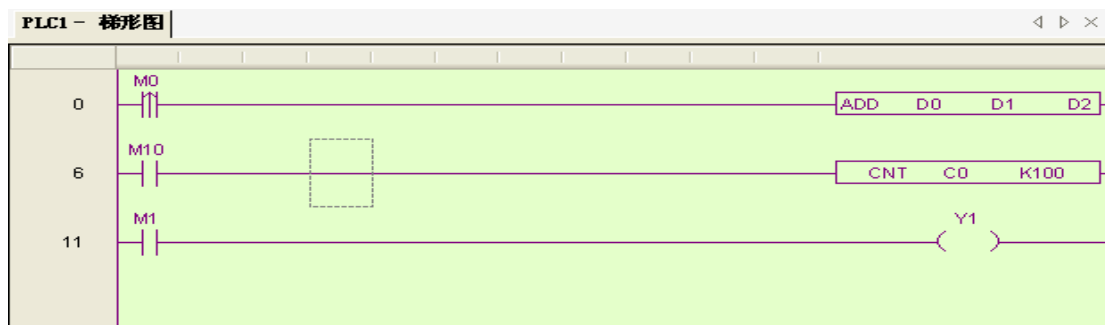 PLC1 - 梯形图
M0
0 ADD D0 D1 D2
M10
6 CNT C0 K100
M1 Y1
11